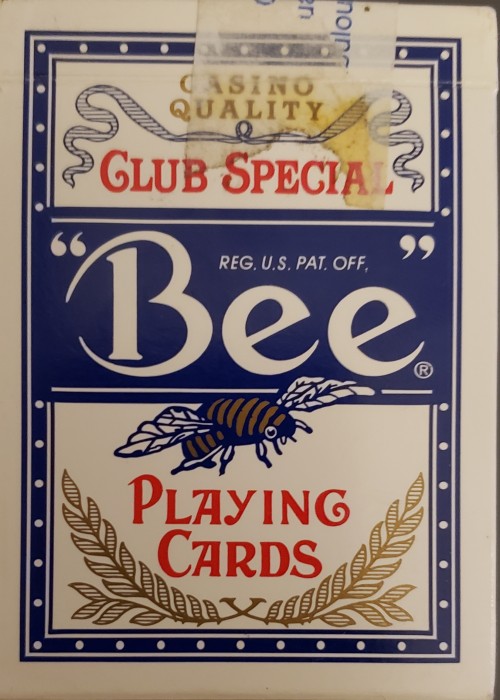 CASINO
QUALITY
CLUB SPECIAL
“Bee”
REG. U.S. PAT. OFF.
®
PLAYING
CARDS